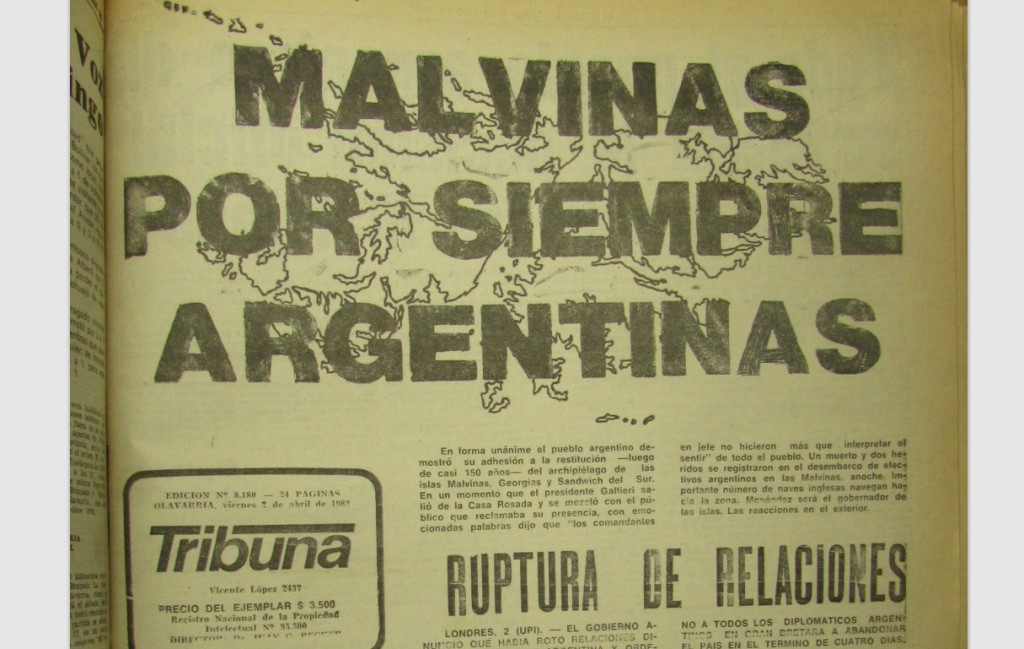 Vo
ingo
MALVINAS
POR SIEMPRE
ARGENTINAS
En forma unánime el pueblo argentino de-
mostró su adhesión a la restitución —luego
de casi 150 años— del archipiélago de las
islas Malvinas, Georgias y Sandwich del Sur.
En un momento que el presidente Galtieri sa-
lió de la Casa Rosada y se mezcló con el pú-
blico que reclamaba su presencia, con emo-
cionadas palabras dijo que "los comandantes
en jefe no hicieron más que interpretar el
sentir" de todo el pueblo. Un muerto y dos he-
ridos se registraron en el desembarco de efec-
tivos argentinos en las Malvinas, anoche. Im-
portante número de naves inglesas navegan ha-
cia la zona. Menéndez será el gobernador de
las islas. Las reacciones en el exterior.
EDICION Nº 8.180 — 24 PAGINAS
OLAVARRIA, viernes 2 de abril de 1982
Tribuna
Vicente López 2437
PRECIO DEL EJEMPLAR $ 3.500
Registro Nacional de la Propiedad
Intelectual Nº 95.500
DIRECTOR: Dr. JUAN C.
RUPTURA DE RELACIONES
LONDRES, 2 (UPI). — EL GOBIERNO A-
NUNCIO QUE HABIA ROTO RELACIONES DI-
ARGENTINA Y ORDE-
NO A TODOS LOS DIPLOMATICOS ARGEN-
TINOS EN GRAN BRETAÑA A ABANDONAR
EL PAIS EN EL TERMINO DE CUATRO DIAS.